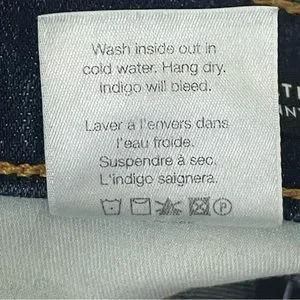 Wash inside out in
cold water. Hang dry.
Indigo will bleed.
Laver à l'envers dans
l'eau froide.
Suspendre à sec.
L'indigo saignera.